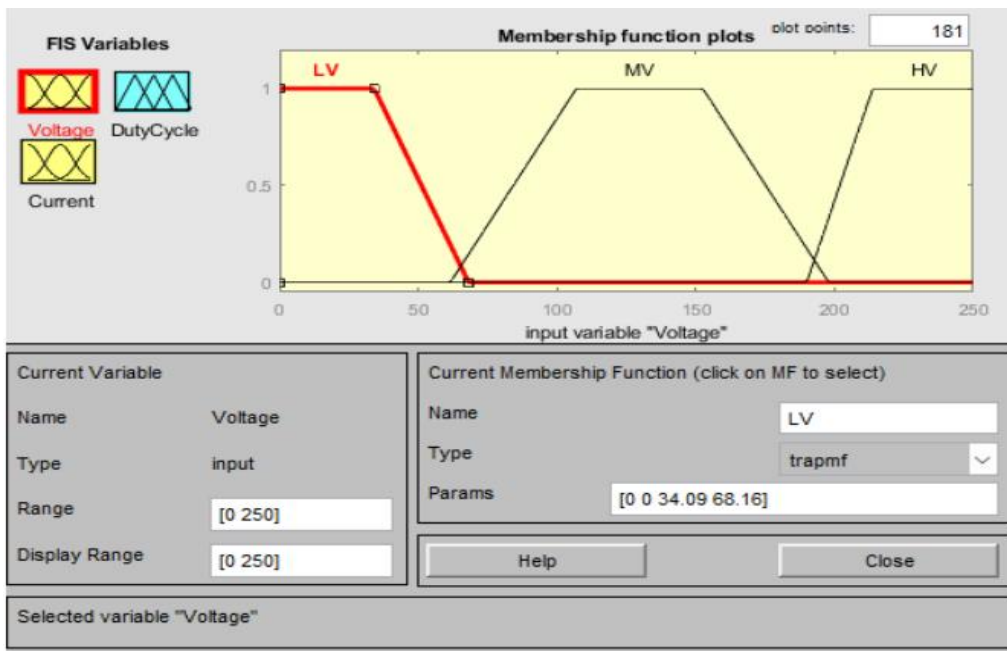 FIS Variables
Voltage
DutyCycle
Current
Membership function plots
plot points:
181
LV
MV
HV
1
0.5
0
0
50
100
150
200
250
input variable "Voltage"
Current Variable
Name
Voltage
Type
input
Range
[0 250]
Display Range
[0 250]
Current Membership Function (click on MF to select)
Name
LV
Type
trapmf
Params
[0 0 34.09 68.16]
Help
Close
Selected variable "Voltage"